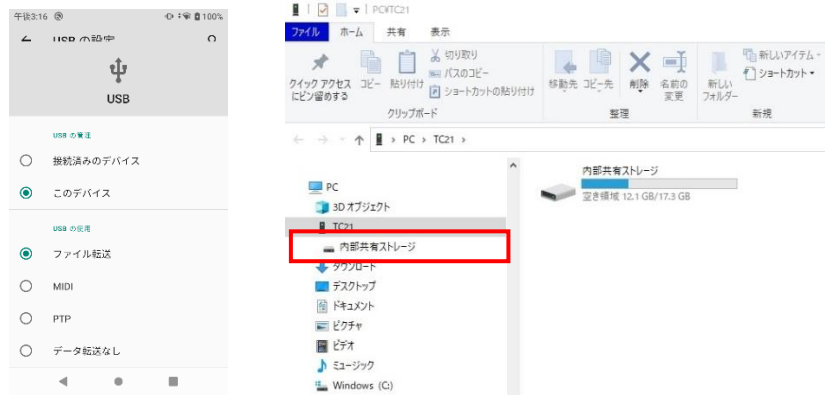 午後3:16
100%
USB の設定
USB
USB の管理
接続済みのデバイス
このデバイス
USB の使用
ファイル転送
MIDI
PTP
データ転送なし
PC¥TC21
ファイル ホーム 共有 表示
クイック アクセス
にピン留めする
コピー
貼り付け
切り取り
パスのコピー
ショートカットの貼り付け
クリップボード
移動先
コピー先
削除
名前の
変更
整理
新しい
フォルダー
新しいアイテム
ショートカット
新規
PC › TC21 ›
PC
3D オブジェクト
TC21
内部共有ストレージ
ダウンロード
デスクトップ
ドキュメント
ピクチャ
ビデオ
ミュージック
Windows (C:)
内部共有ストレージ
空き領域 12.1 GB/17.3 GB